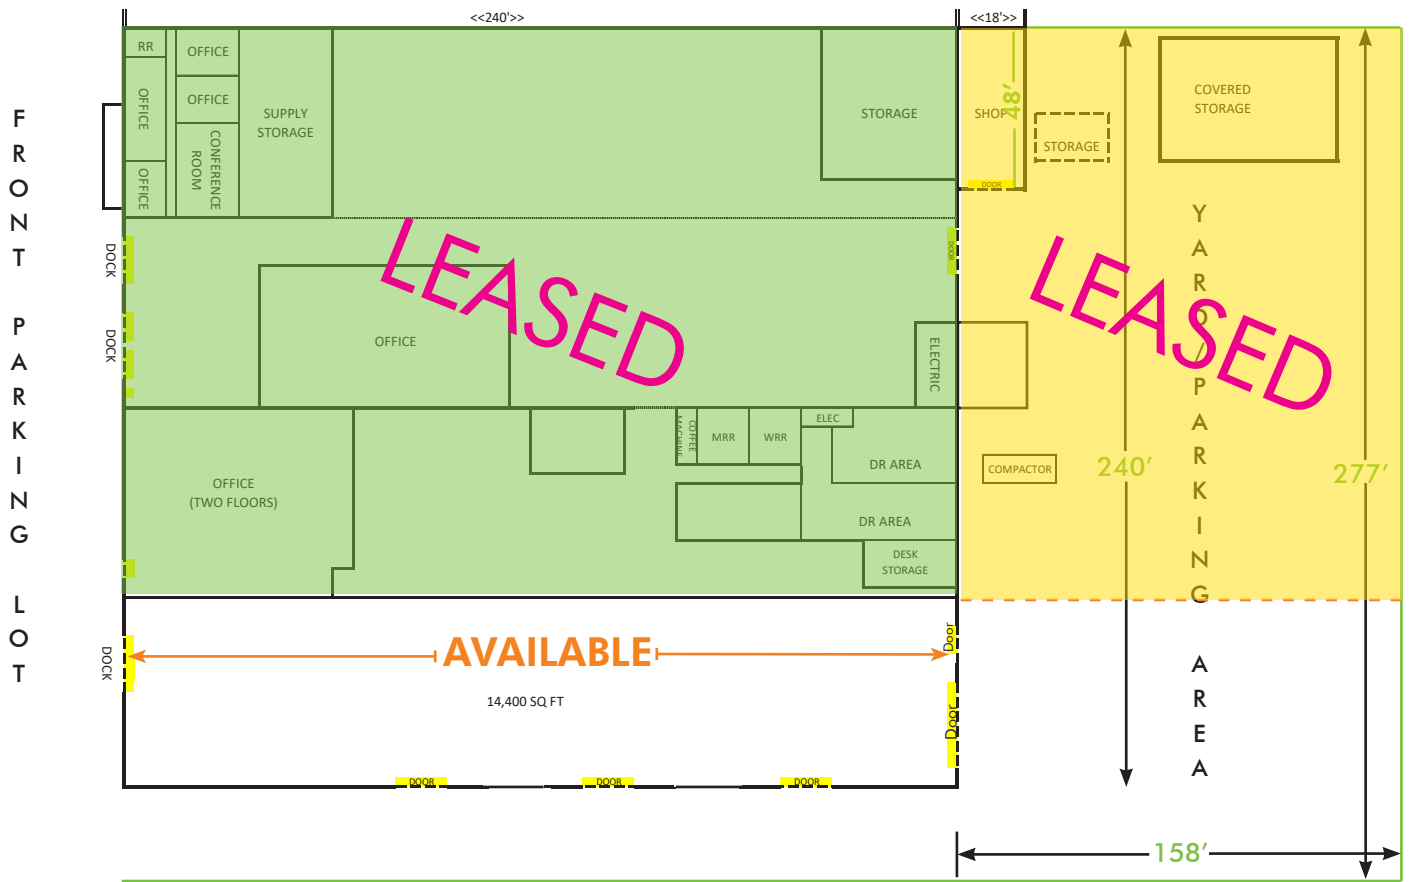 <<240'>>
<<18'>>
RR
OFFICE
OFFICE
OFFICE
OFFICE
CONFERENCE
ROOM
SUPPLY
STORAGE
STORAGE
SHOP
48'
DOOR
STORAGE
COVERED
STORAGE
FRONT PARKING LOT
DOCK
DOCK
LEASED
DOOR
OFFICE
ELECTRIC
LEASED
YARD/PARKING AREA
OFFICE
(TWO FLOORS)
COFFEE
MACHINE
MRR
WRR
ELEC
DR AREA
DR AREA
DESK
STORAGE
COMPACTOR
240'
277'
DOCK
AVAILABLE
14,400 SQ FT
Door
Door
DOOR
DOOR
DOOR
158'